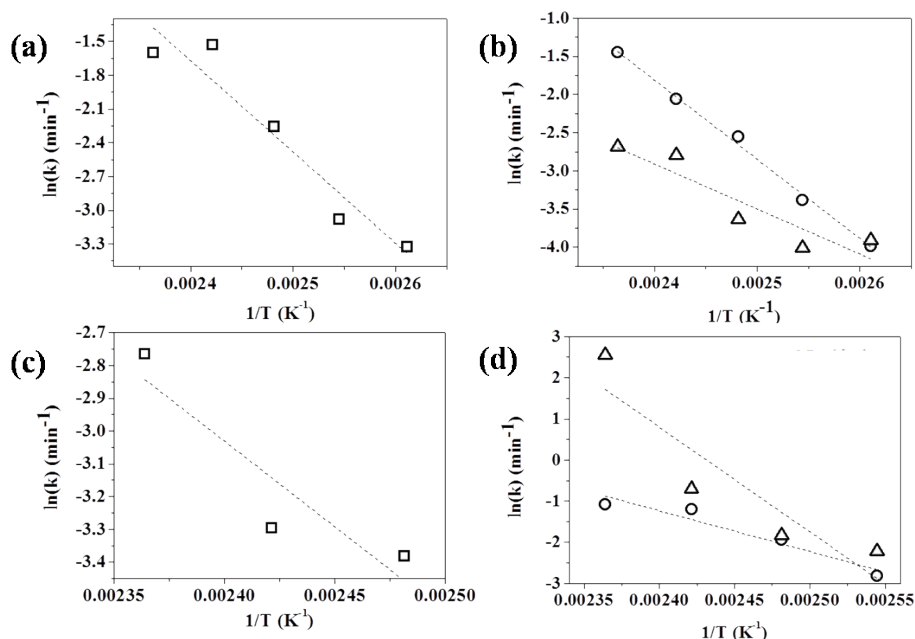 (a)
-1.5
-1.8
-2.1
-2.4
-2.7
-3.0
-3.3
ln(k) (min-1)
0.0024 0.0025 0.0026
1/T (K-1)
(b)
-1.0
-1.5
-2.0
-2.5
-3.0
-3.5
-4.0
ln(k) (min-1)
0.0024 0.0025 0.0026
1/T (K-1)
(c)
-2.7
-2.8
-2.9
-3.0
-3.1
-3.2
-3.3
-3.4
ln(k) (min-1)
0.00235 0.00240 0.00245 0.00250
1/T (K-1)
(d)
3
2
1
0
-1
-2
-3
ln(k) (min-1)
0.00235 0.00240 0.00245 0.00250 0.00255
1/T (K-1)